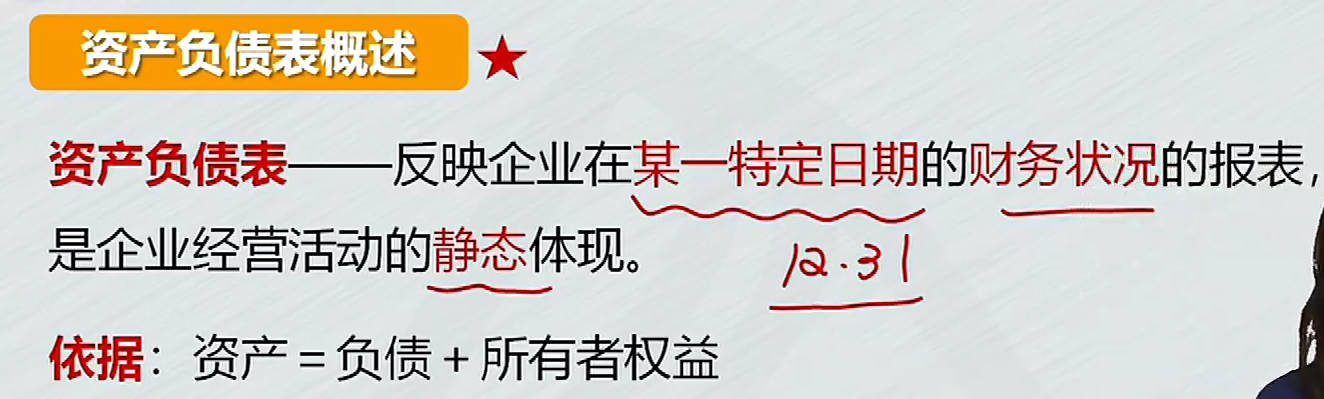 资产负债表概述
资产负债表——反映企业在某一特定日期的财务状况的报表，
是企业经营活动的静态体现。
12.31
依据：资产=负债+所有者权益